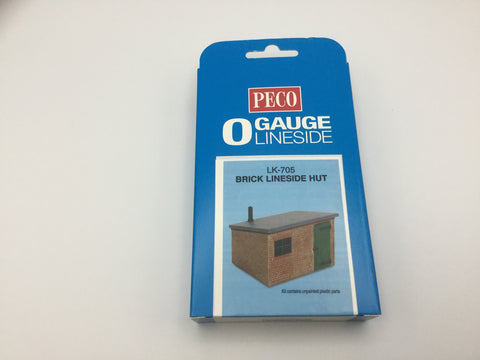 PECO
O GAUGE
LINESIDE
LK-705
BRICK LINESIDE HUT
Kit contains unpainted plastic parts